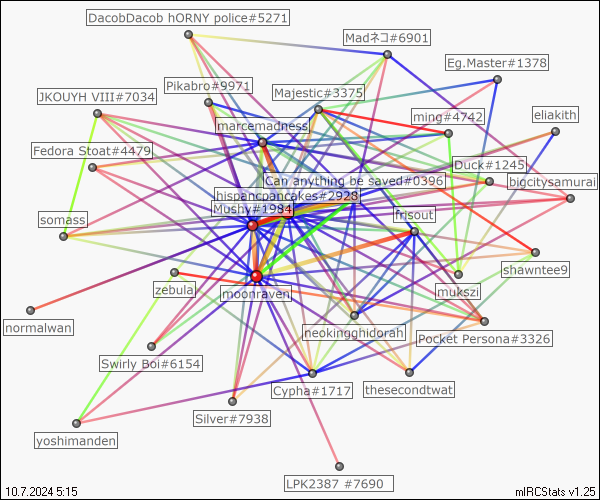 DacobDacob hORNY police#5271
Madネコ#6901
Eg.Master#1378
Pikabro#9971
Majestic#3375
JKOUYH VIII#7034
ming#4742
eliakith
marcemadness
Fedora Stoat#4479
Duck#1245
Can anything be saved#0396
bigcitysamurai
hispancpancakes#2928
Mushy#1984
somass
frisout
shawntee9
zebulaj
moonraven
mukszi
normalwan
neokingghidorah
Pocket Persona#3326
Swirly Boi#6154
Cypha#1717
thesecondtwat
Silver#7938
yoshimanden
LPK2387 #7690
10.7.2024 5:15
mIRCStats v1.25